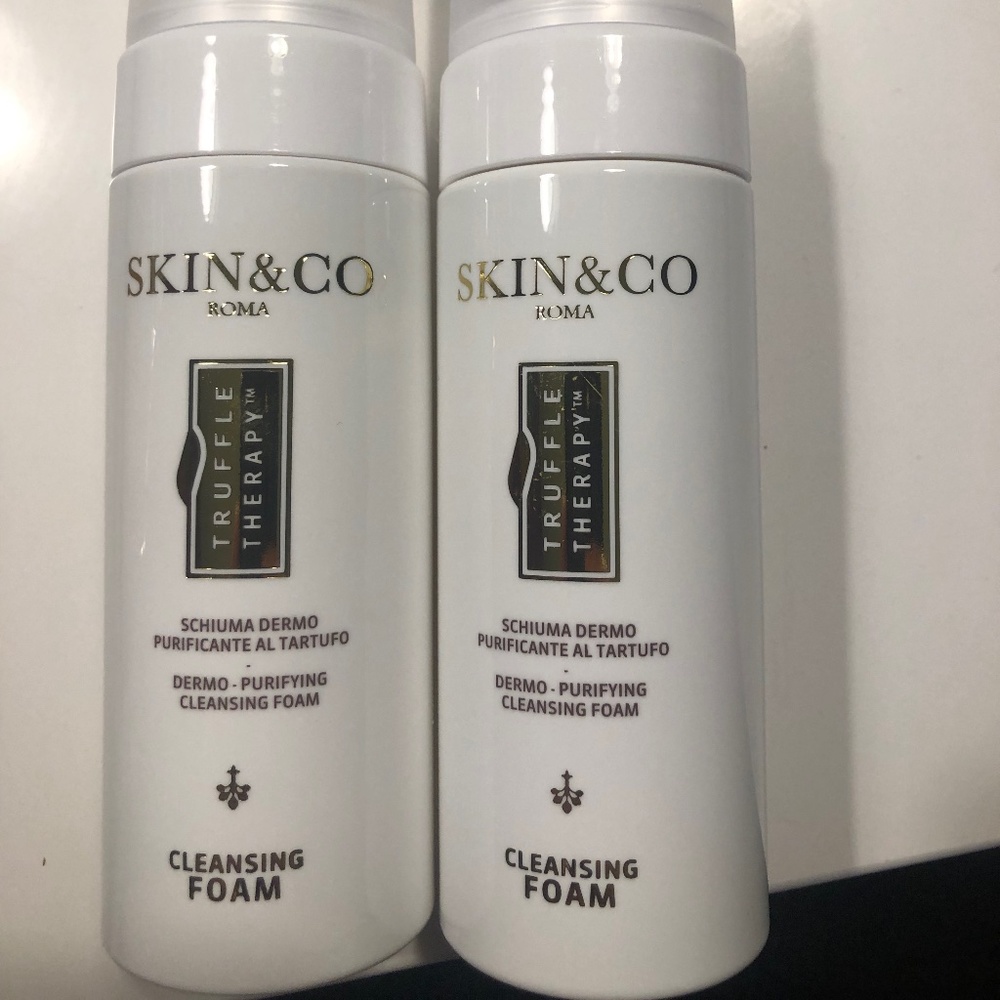 SKIN&CO
ROMA
TRUFFLE
THERAPY™
SCHIUMA DERMO
PURIFICANTE AL TARTUFO
-
DERMO - PURIFYING
CLEANSING FOAM
CLEANSING
FOAM
SKIN&CO
ROMA
TRUFFLE
THERAPY™
SCHIUMA DERMO
PURIFICANTE AL TARTUFO
-
DERMO - PURIFYING
CLEANSING FOAM
CLEANSING
FOAM